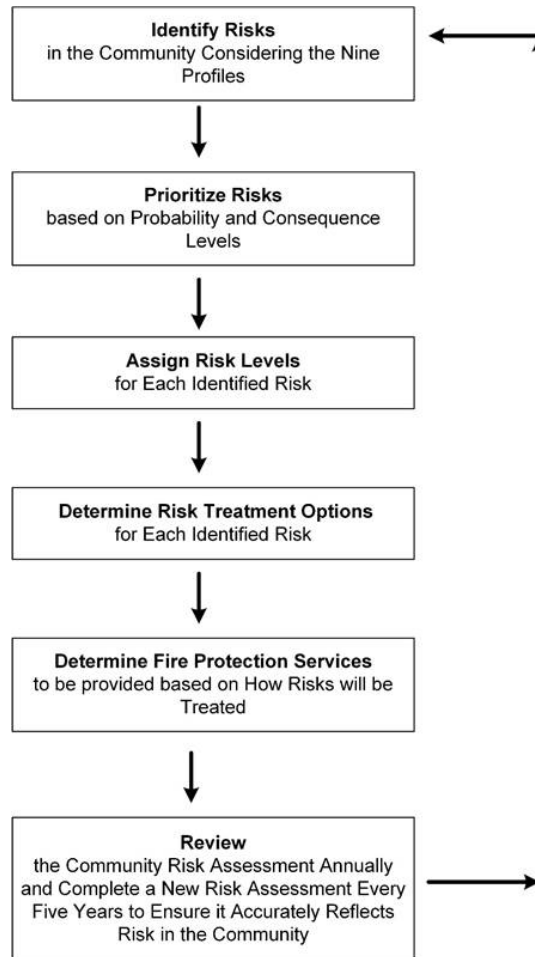 Identify Risks
in the Community Considering the Nine
Profiles
Prioritize Risks
based on Probability and Consequence
Levels
Assign Risk Levels
for Each Identified Risk
Determine Risk Treatment Options
for Each Identified Risk
Determine Fire Protection Services
to be provided based on How Risks will be
Treated
Review
the Community Risk Assessment Annually
and Complete a New Risk Assessment Every
Five Years to Ensure it Accurately Reflects
Risk in the Community